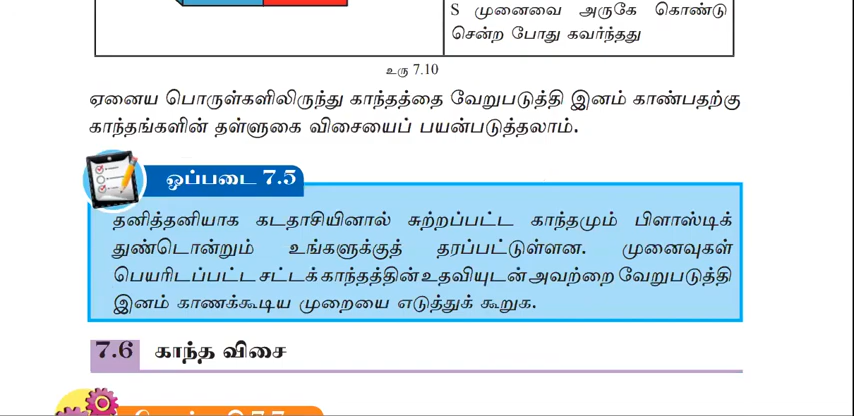 S முனைவை அருகே கொண்டு
சென்ற போது கவர்ந்தது
உரு 7.10
ஏனைய பொருள்களிலிருந்து காந்தத்தை வேறுபடுத்தி இனம் காண்பதற்கு
காந்தங்களின் தள்ளுகை விசையைப் பயன்படுத்தலாம்.
ஒப்படை 7.5
தனித்தனியாக கடதாசியினால் சுற்றப்பட்ட காந்தமும் பிளாஸ்டிக்
துண்டொன்றும் உங்களுக்குத் தரப்பட்டுள்ளன. முனைவுகள்
பெயரிடப்பட்ட சட்டக் காந்தத்தின் உதவியுடன் அவற்றை வேறுபடுத்தி
இனம் காணக்கூடிய முறையை எடுத்துக் கூறுக.
7.6 காந்த விசை